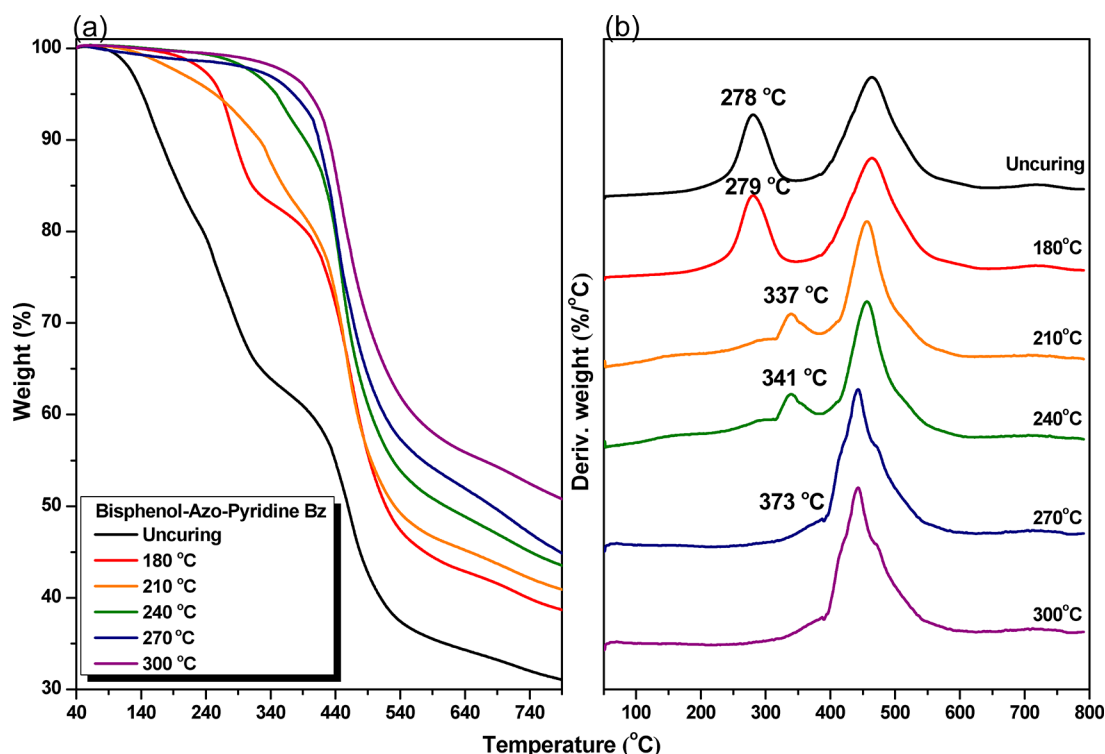 (a)
100
90
80
70
60
50
40
30
Weight (%)
Bisphenol-Azo-Pyridine Bz
Uncuring
180 °C
210 °C
240 °C
270 °C
300 °C
40 140 240 340 440 540 640 740
(b)
278 °C
279 °C
337 °C
341 °C
373 °C
Uncuring
180°C
210°C
240°C
270°C
300°C
Deriv. weight (%/°C)
50 100 200 300 400 500 600 700 800
Temperature (°C)